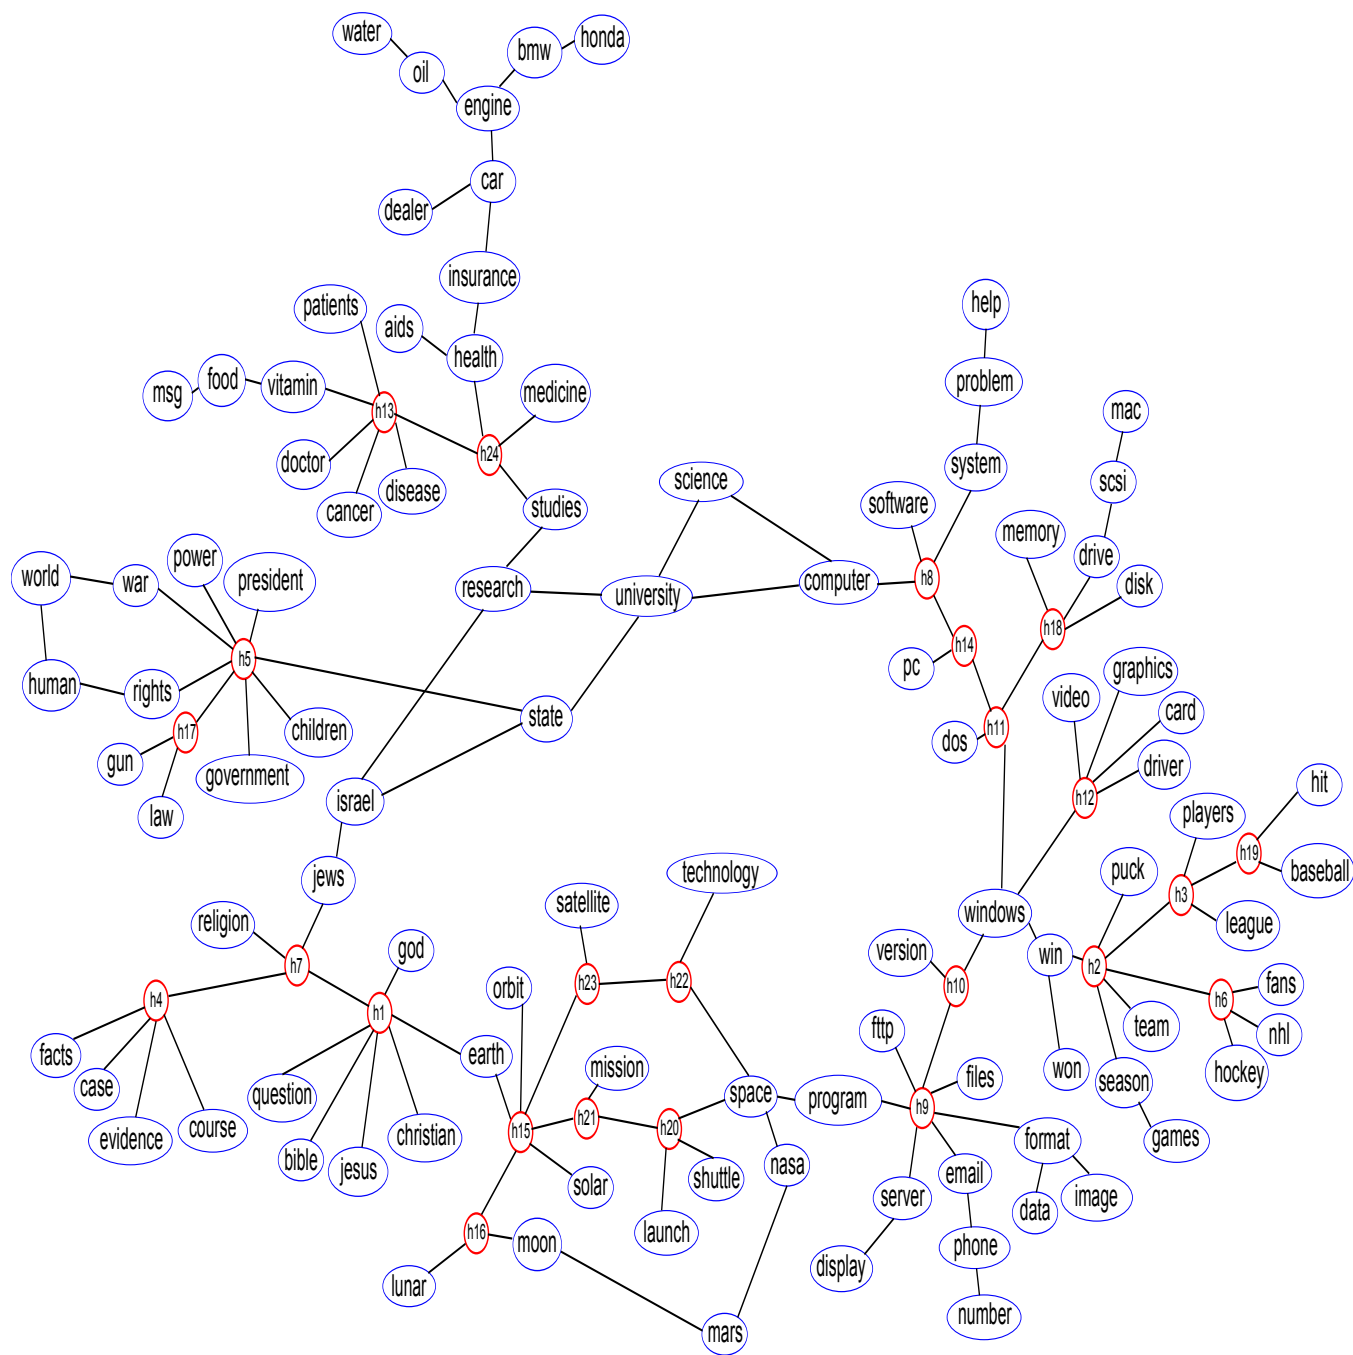 water
bmw
honda
oil
engine
car
dealer
insurance
patients
aids
health
help
msg
food
vitamin
h13
medicine
problem
mac
doctor
h24
disease
cancer
studies
science
system
scsi
software
memory
drive
disk
world
war
power
president
research
university
computer
h8
h18
human
rights
h5
h14
pc
graphics
video
card
h17
children
state
dos
h11
gun
government
driver
law
israel
h12
hit
players
h19
jews
technology
puck
baseball
h3
religion
god
satellite
windows
league
version
win
h7
h23
h22
h2
h4
h1
orbit
h10
h6
fans
facts
case
earth
fttp
team
nhl
question
mission
space
program
files
won
season
hockey
evidence
course
christian
h15
h21
h20
h9
format
games
bible
jesus
solar
shuttle
nasa
server
email
data
image
h16
launch
moon
phone
lunar
display
mars
number